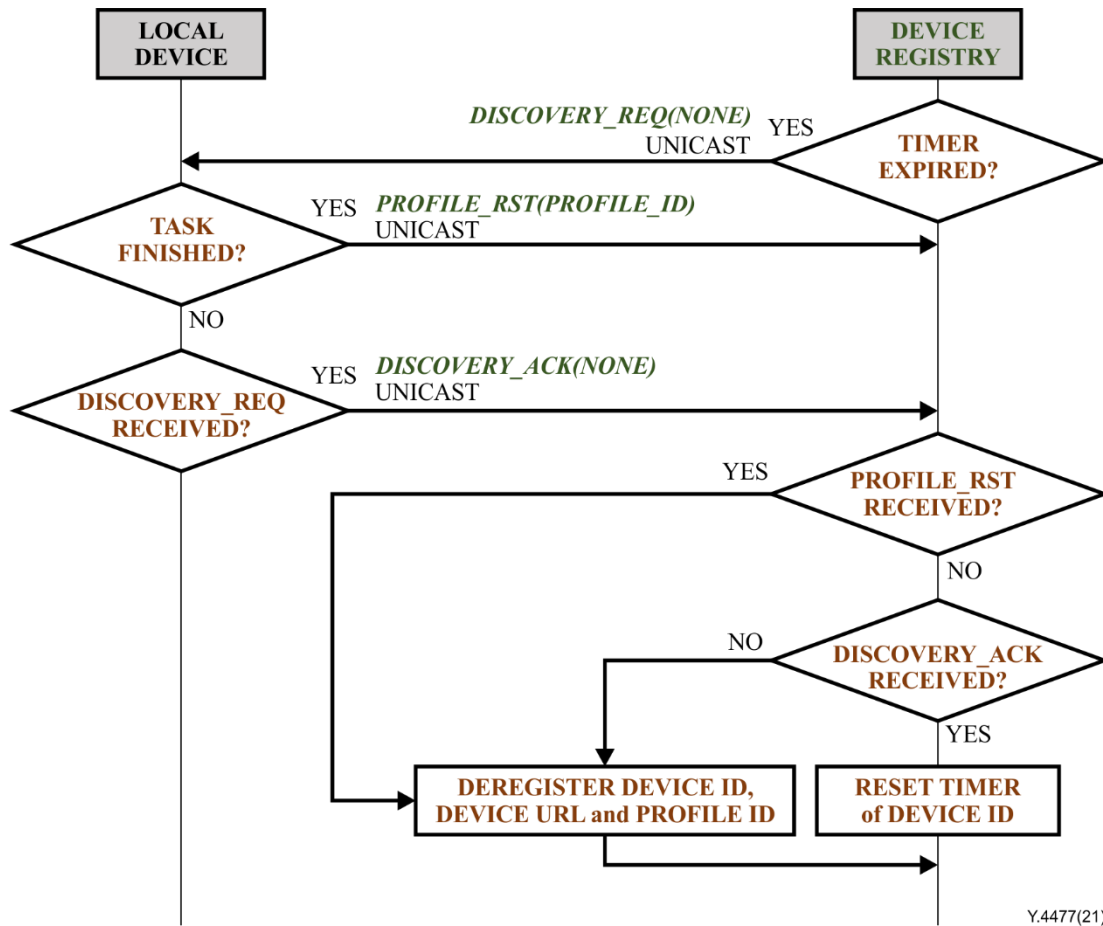 LOCAL
DEVICE
DEVICE
REGISTRY
DISCOVERY_REQ(NONE)
UNICAST
YES
TIMER
EXPIRED?
TASK
FINISHED?
YES
PROFILE_RST(PROFILE_ID)
UNICAST
NO
DISCOVERY_REQ
RECEIVED?
YES
DISCOVERY_ACK(NONE)
UNICAST
YES
PROFILE_RST
RECEIVED?
NO
NO
DISCOVERY_ACK
RECEIVED?
YES
DEREGISTER DEVICE ID,
DEVICE URL and PROFILE ID
RESET TIMER
of DEVICE ID
Y.4477(21)